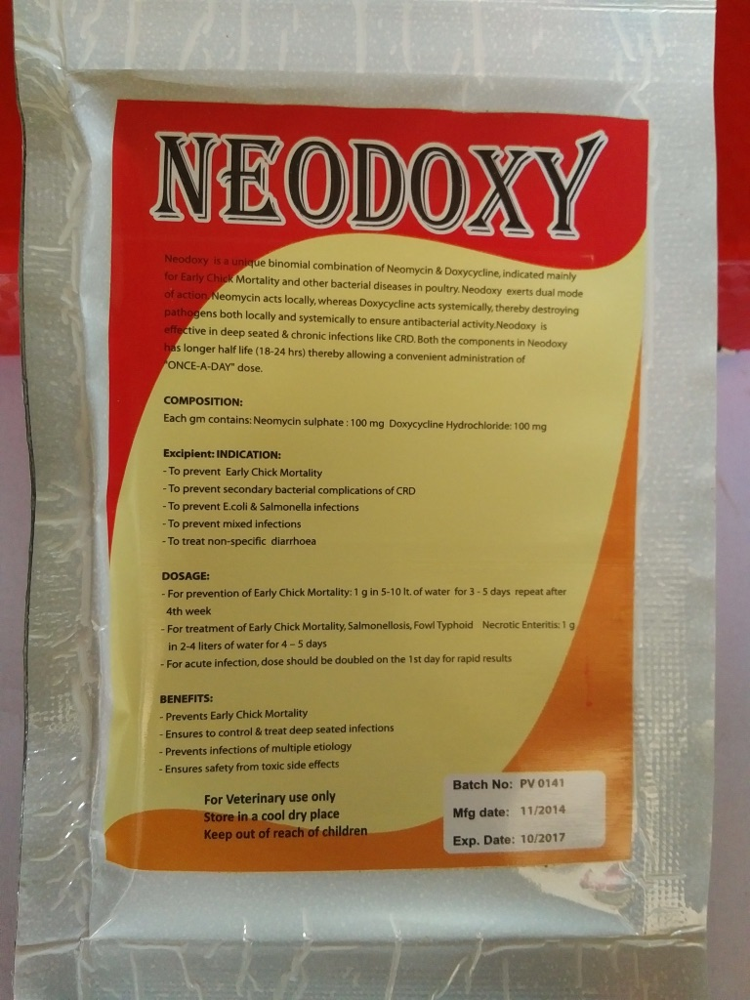 NEODOXY
Neodoxy is a unique binomial combination of Neomycin & Doxycycline, indicated mainly
for Early Chick Mortality and other bacterial diseases in poultry. Neodoxy exerts dual mode
of action. Neomycin acts locally, whereas Doxycycline acts systemically, thereby destroying
pathogens both locally and systemically to ensure antibacterial activity.Neodoxy is
effective in deep seated & chronic infections like CRD. Both the components in Neodoxy
has longer half life (18-24 hrs) thereby allowing a convenient administration of
"ONCE-A-DAY" dose.
COMPOSITION:
Each gm contains: Neomycin sulphate : 100 mg Doxycycline Hydrochloride: 100 mg
Excipient: INDICATION:
- To prevent Early Chick Mortality
- To prevent secondary bacterial complications of CRD
- To prevent E.coli & Salmonella infections
- To prevent mixed infections
- To treat non-specific diarrhoea
DOSAGE:
- For prevention of Early Chick Mortality: 1 g in 5-10 lt. of water for 3 - 5 days repeat after
4th week
- For treatment of Early Chick Mortality, Salmonellosis, Fowl Typhoid Necrotic Enteritis: 1 g
in 2-4 liters of water for 4 – 5 days
- For acute infection, dose should be doubled on the 1st day for rapid results
BENEFITS:
- Prevents Early Chick Mortality
- Ensures to control & treat deep seated infections
- Prevents infections of multiple etiology
- Ensures safety from toxic side effects
For Veterinary use only
Store in a cool dry place
Keep out of reach of children
Batch No: PV 0141
Mfg date: 11/2014
Exp. Date: 10/2017